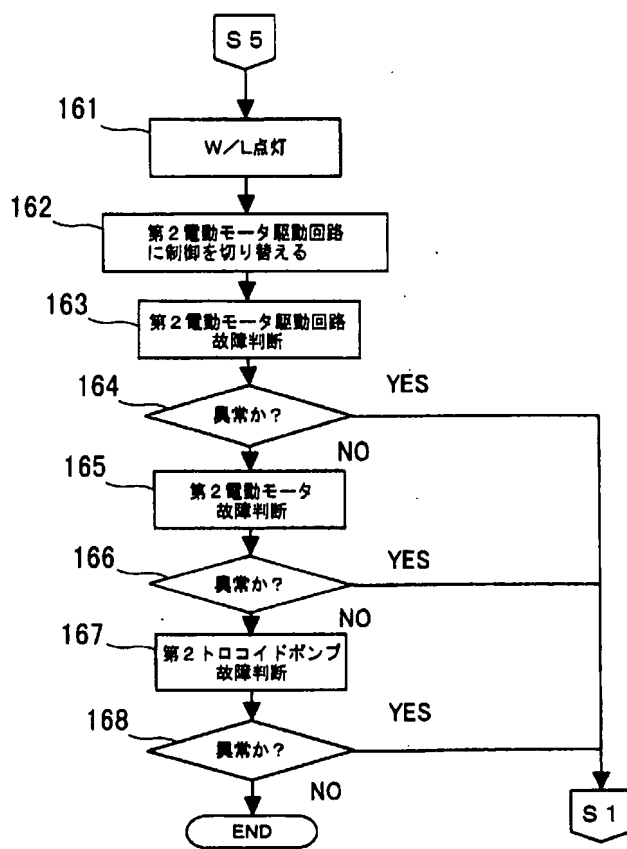 S5
161
W/L点灯
162
第2電動モータ駆動回路
に制御を切り替える
163
第2電動モータ駆動回路
故障判断
164
異常か?
YES
NO
165
第2電動モータ
故障判断
166
異常か?
YES
NO
167
第2トロコイドポンプ
故障判断
168
異常か?
YES
NO
END
S1